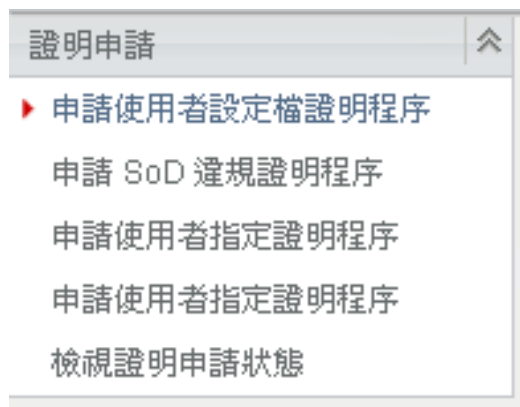 證明申請
申請使用者設定檔證明程序
申請 SoD 違規證明程序
申請使用者指定證明程序
申請使用者指定證明程序
檢視證明申請狀態